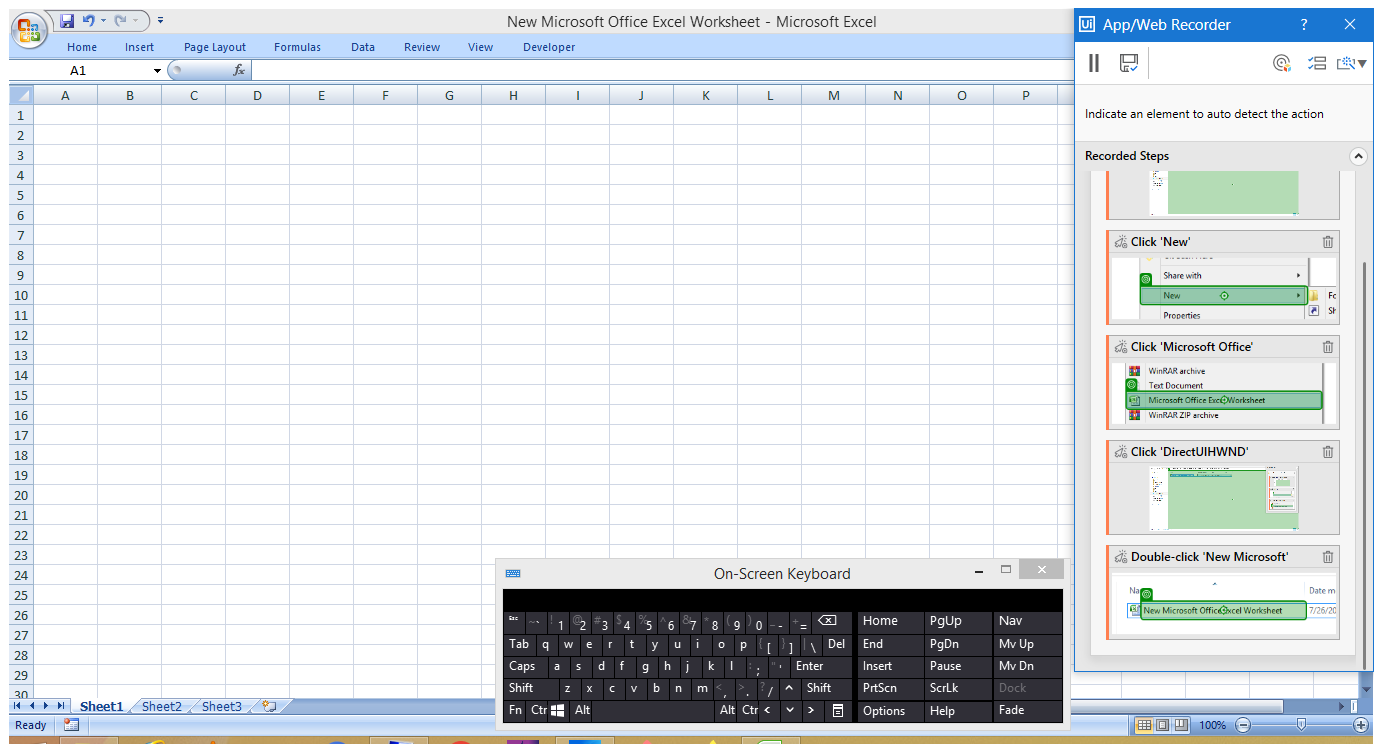 New Microsoft Office Excel Worksheet - Microsoft Excel
Home Insert Page Layout Formulas Data Review View Developer
A1 fx
A B C D E F G H I J K L M N O P
1
2
3
4
5
6
7
8
9
10
11
12
13
14
15
16
17
18
19
20
21
22
23
24
25
26
27
28
29
30
Sheet1 Sheet2 Sheet3
Ready 100%
On-Screen Keyboard
Esc ~ ` ! 1 @ 2 # 3 $ 4 % 5 ^ 6 & 7 * 8 ( 9 ) 0 _ - + = Home PgUp Nav
Tab q w e r t y u i o p { [ } ] | \ Del End PgDn Mv Up
Caps a s d f g h j k l : ; " ' Enter Insert Pause Mv Dn
Shift z x c v b n m < , > . ? / ^ Shift PrtScn ScrLk Dock
Fn Ctr Alt Alt Ctr < v > Options Help Fade
Ui App/Web Recorder ?
Indicate an element to auto detect the action
Recorded Steps
Click 'New'
Share with
New Fo
Properties Sh
Click 'Microsoft Office'
WinRAR archive
Text Document
Microsoft Office Excel Worksheet
WinRAR ZIP archive
Click 'DirectUIHWND'
Double-click 'New Microsoft'
Na Date m
New Microsoft Office Excel Worksheet 7/26/20